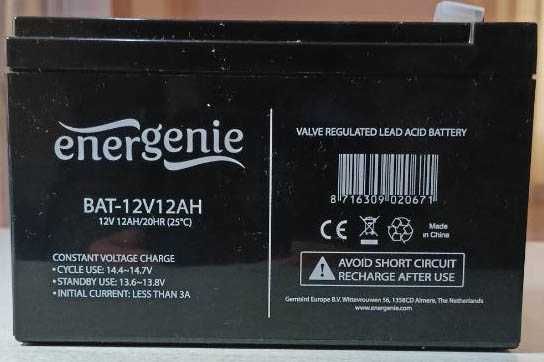 energenie
BAT-12V12AH
12V 12AH/20HR (25°C)
CONSTANT VOLTAGE CHARGE
• CYCLE USE: 14.4~14.7V
• STANDBY USE: 13.6~13.8V
• INITIAL CURRENT: LESS THAN 3A
VALVE REGULATED LEAD ACID BATTERY
8 716309 020671
CE
Made
in China
AVOID SHORT CIRCUIT
RECHARGE AFTER USE
Gembird Europe B.V. Wittevrouwen 56, 1358CD Almere, The Netherlands
www.energenie.com